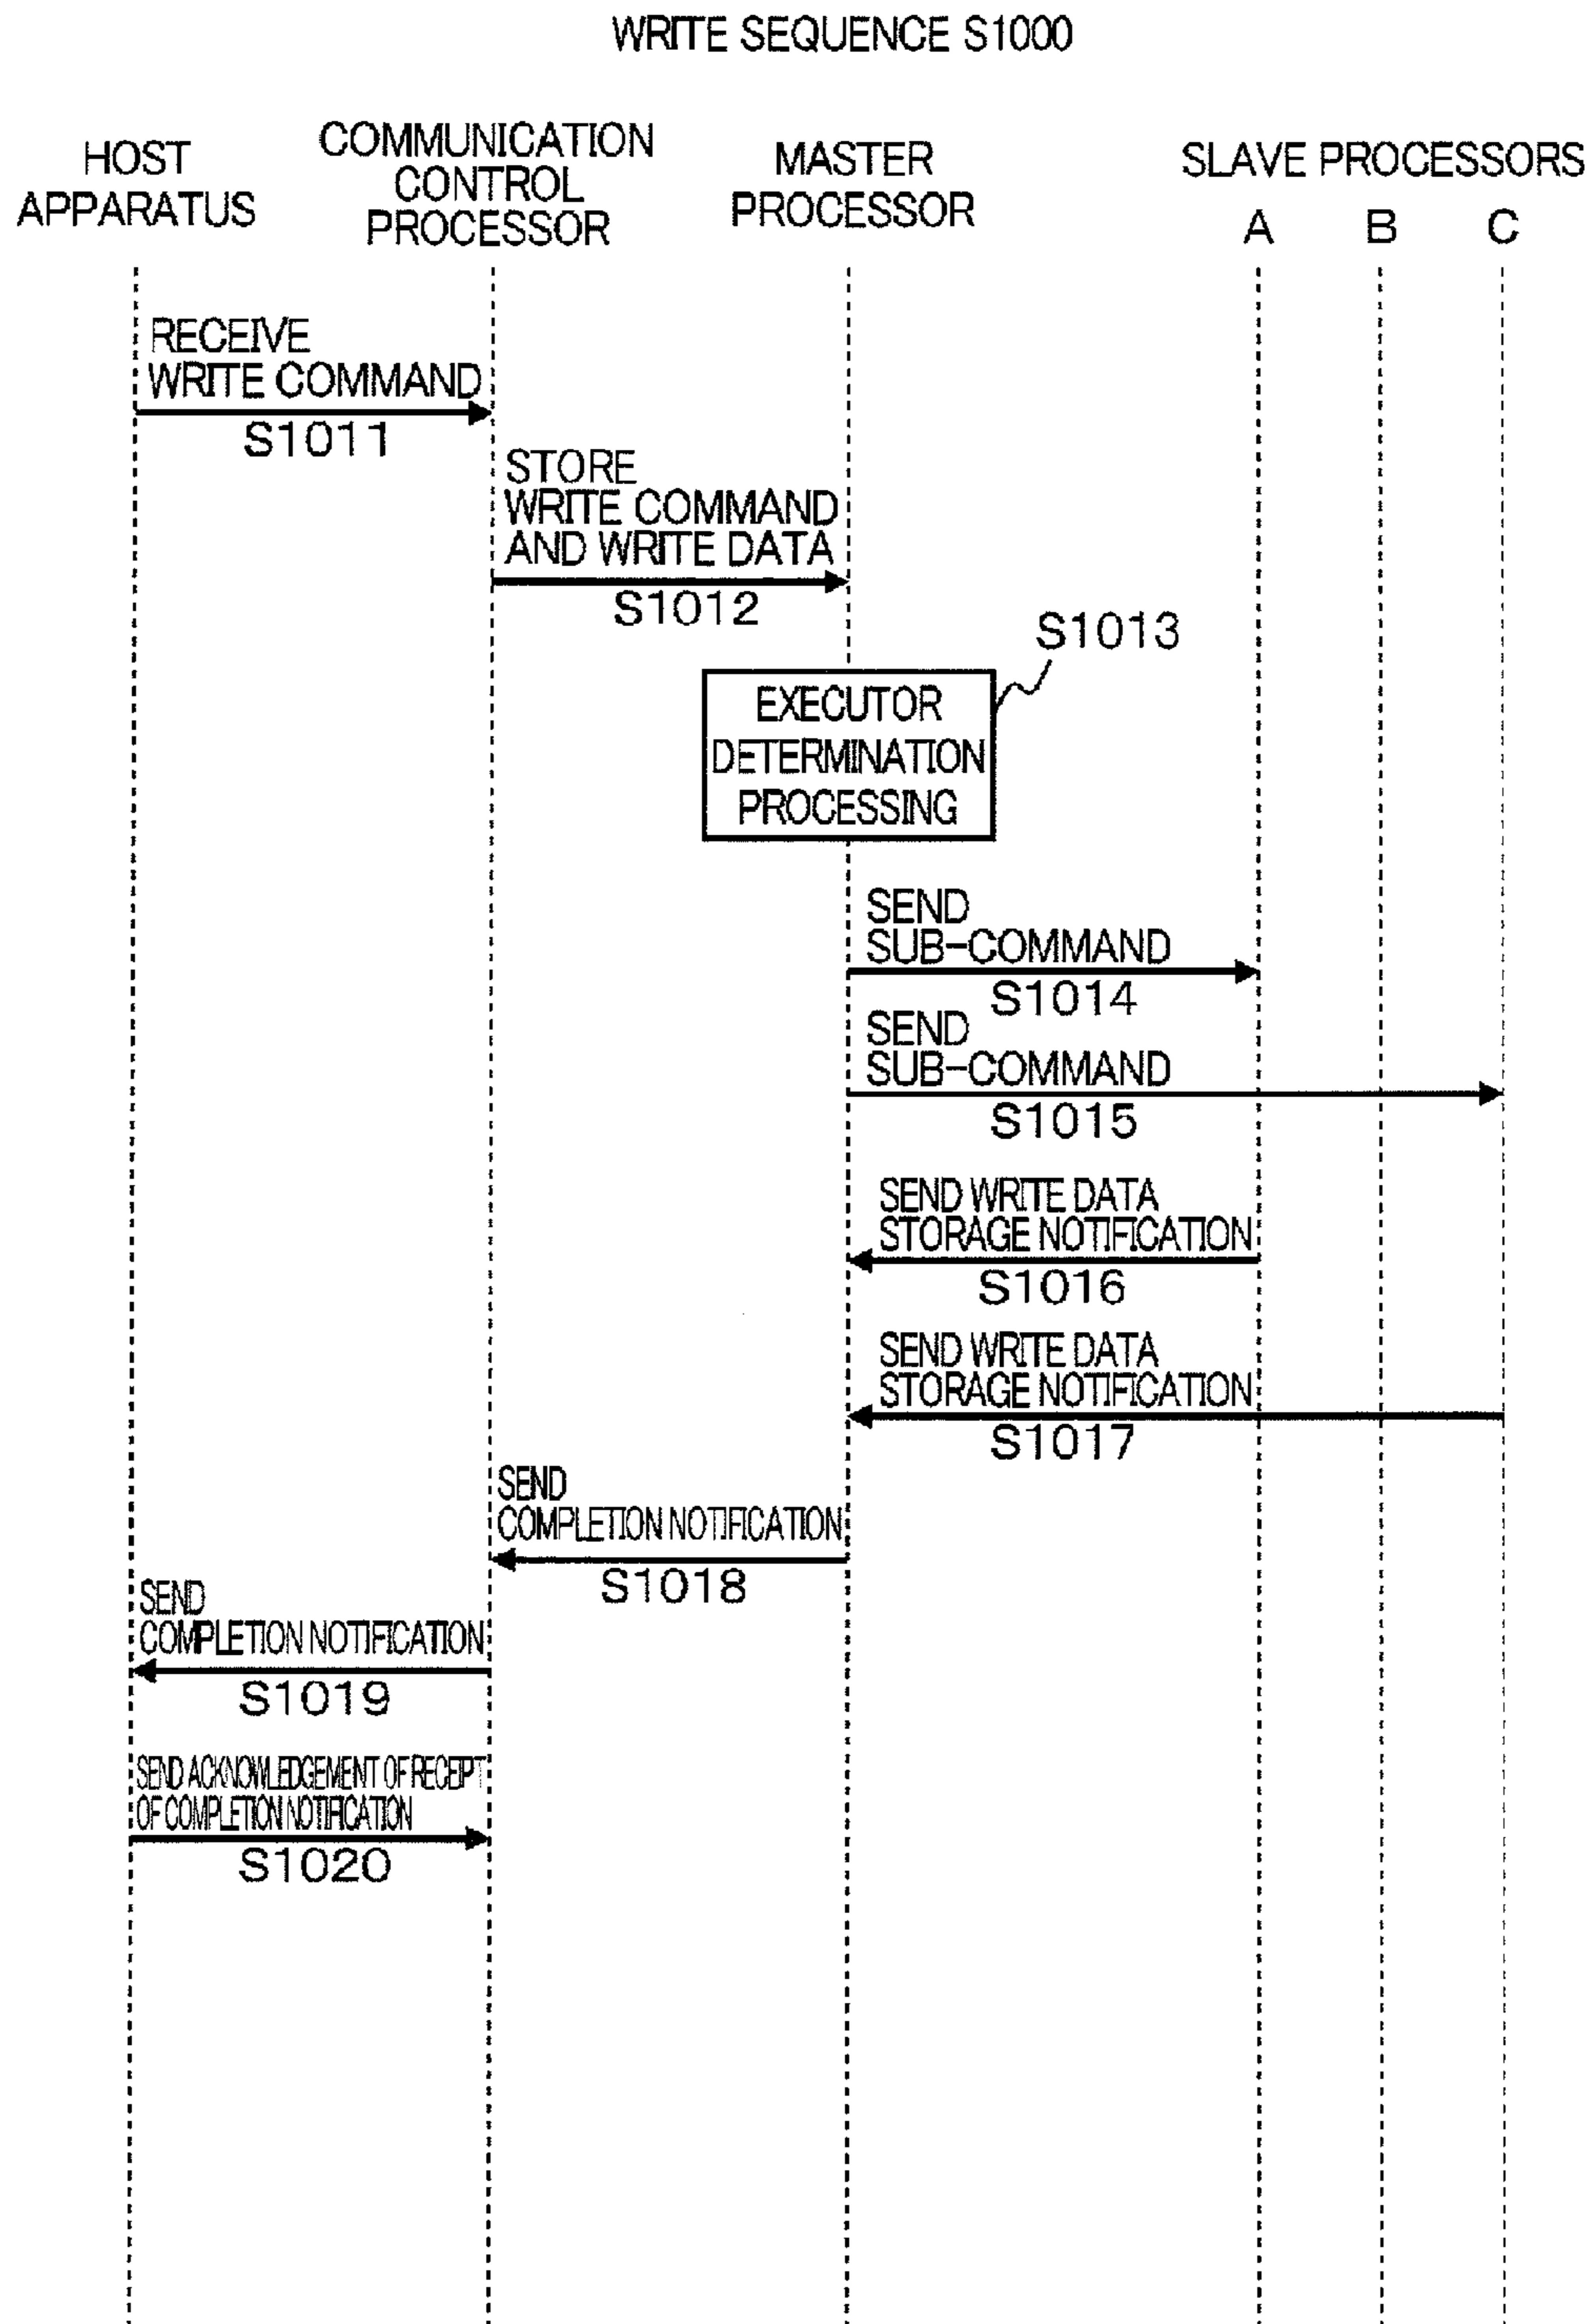 WRITE SEQUENCE S1000
HOST
APPARATUS
COMMUNICATION
CONTROL
PROCESSOR
MASTER
PROCESSOR
SLAVE PROCESSORS
A B C
RECEIVE
WRITE COMMAND
S1011
STORE
WRITE COMMAND
AND WRITE DATA
S1012
S1013
EXECUTOR
DETERMINATION
PROCESSING
SEND
SUB-COMMAND
S1014
SEND
SUB-COMMAND
S1015
SEND WRITE DATA
STORAGE NOTIFICATION
S1016
SEND WRITE DATA
STORAGE NOTIFICATION
S1017
SEND
COMPLETION NOTIFICATION
S1018
SEND
COMPLETION NOTIFICATION
S1019
SEND ACKNOWLEDGEMENT OF RECEIPT
OF COMPLETION NOTIFICATION
S1020